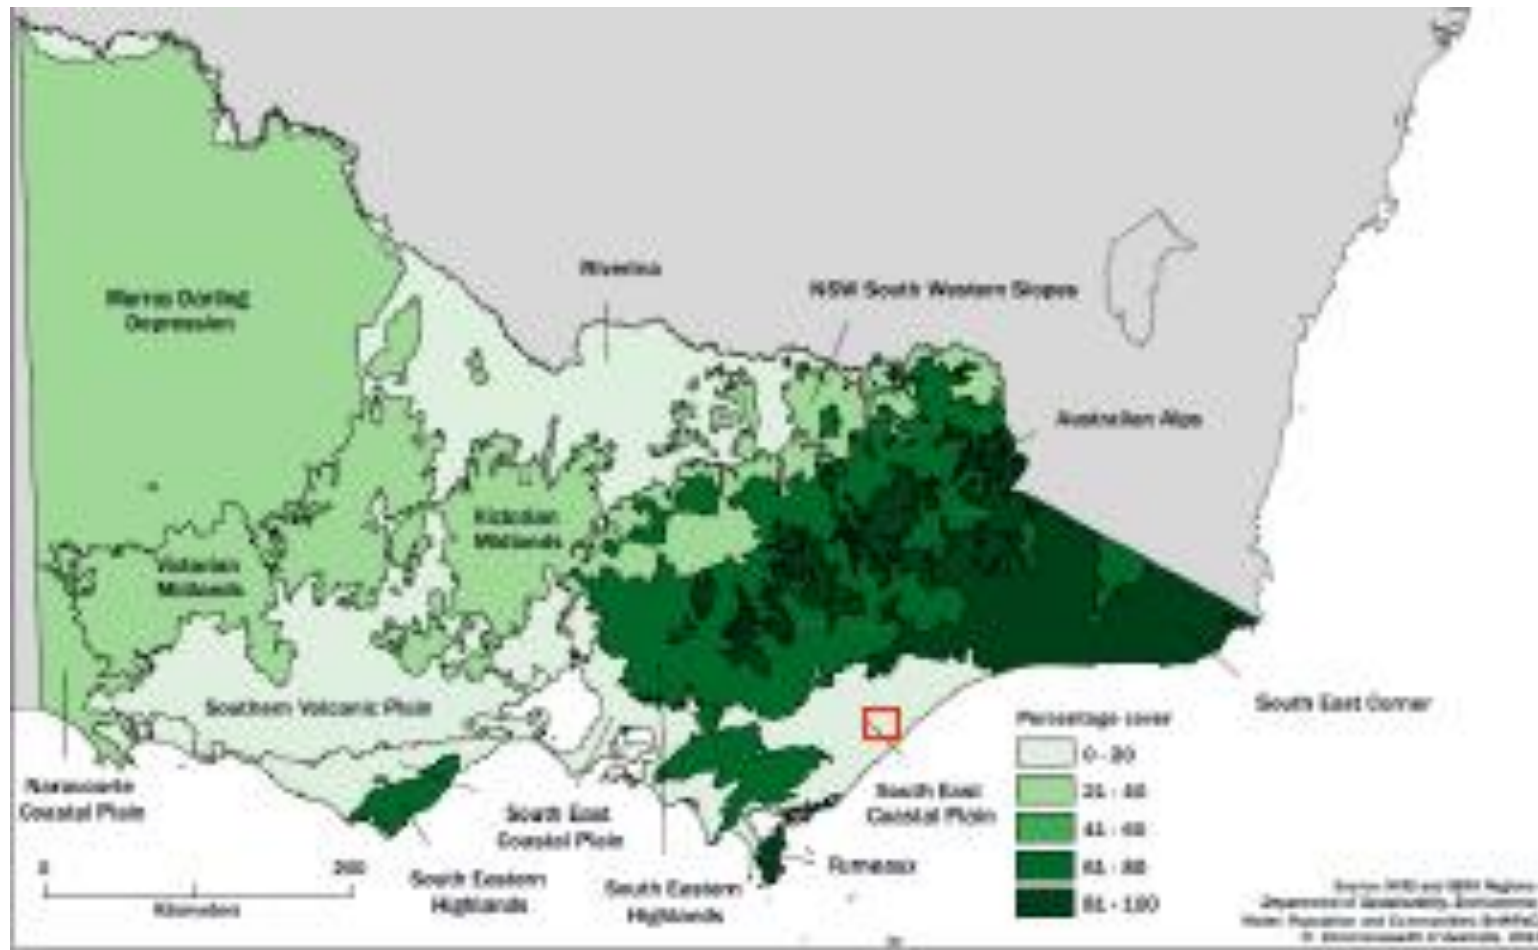 Riverina
NSW South Western Slopes
Murray Darling
Depression
Australian Alps
Victorian
Midlands
Victorian
Midlands
Southern Volcanic Plain
South East Corner
Percentage cover
0 - 20
21 - 40
41 - 60
61 - 80
81 - 100
Naracoorte
Coastal Plain
South East
Coastal Plain
South East
Coastal Plain
Furneaux
South Eastern
Highlands
South Eastern
Highlands
0
200
Kilometres